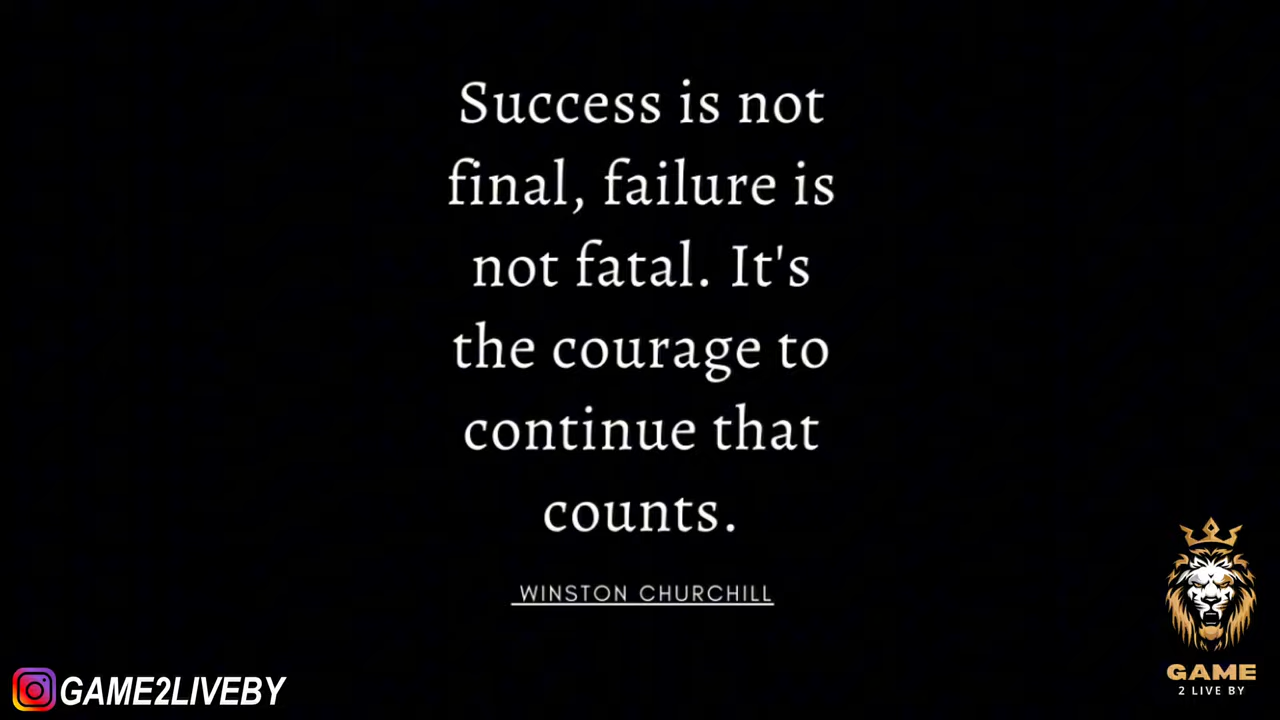 Success is not
final, failure is
not fatal. It's
the courage to
continue that
counts.
WINSTON CHURCHILL
GAME2LIVEBY
GAME
2 LIVE BY